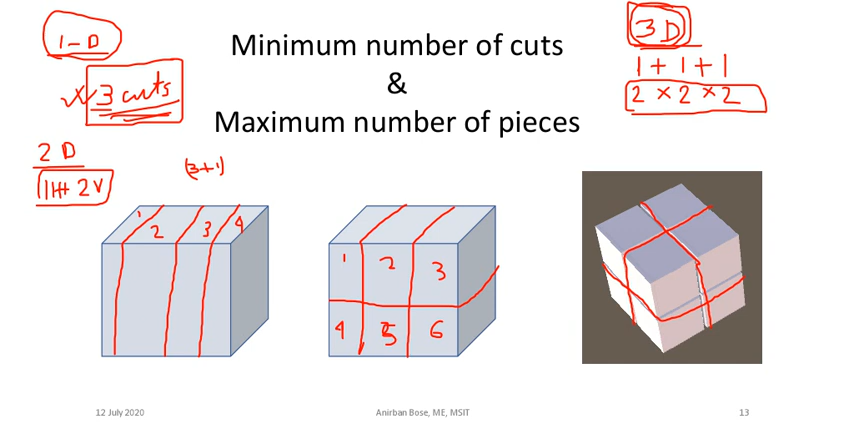 1-D
3 cuts
Minimum number of cuts
&
Maximum number of pieces
3D
1 + 1 + 1
2 × 2 × 2
2 D
1H+ 2V
(3+1)
1 2 3 4
1 2 3
4 5 6
12 July 2020
Anirban Bose, ME, MSIT
13